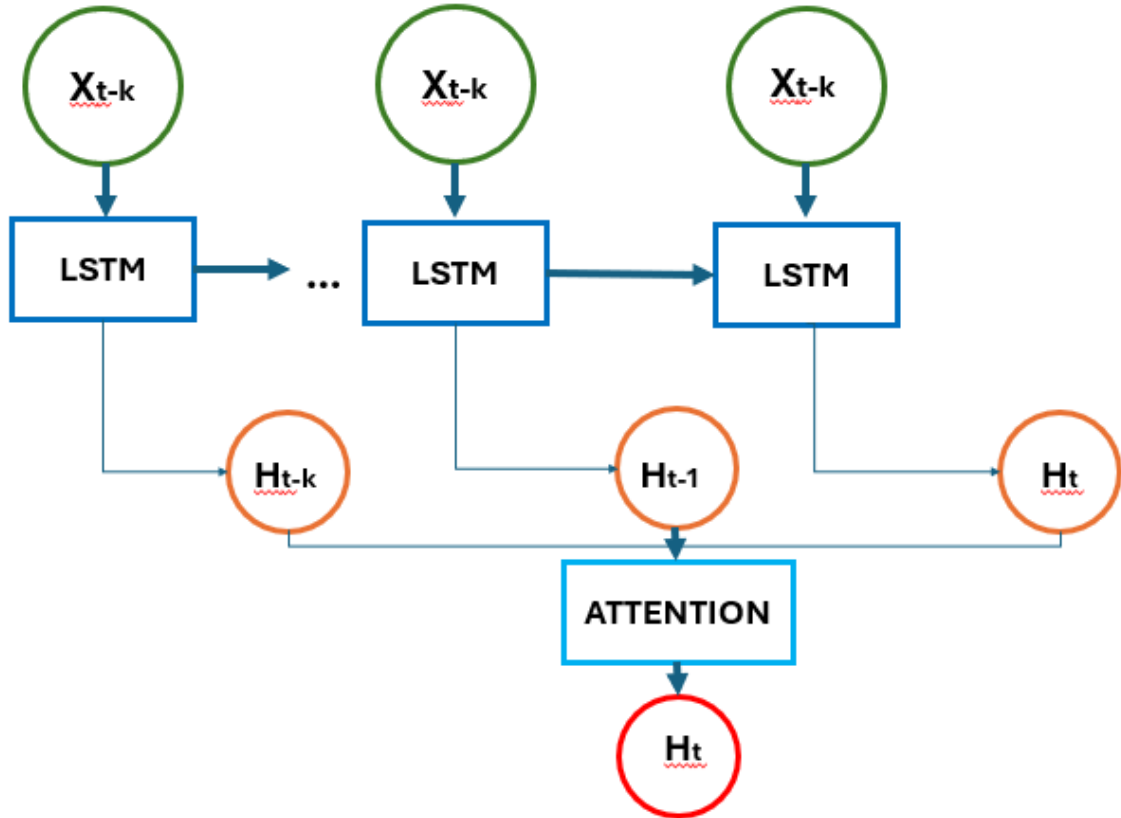 Xt-k
Xt-k
Xt-k
LSTM
...
LSTM
LSTM
Ht-k
Ht-1
Ht
ATTENTION
Ht